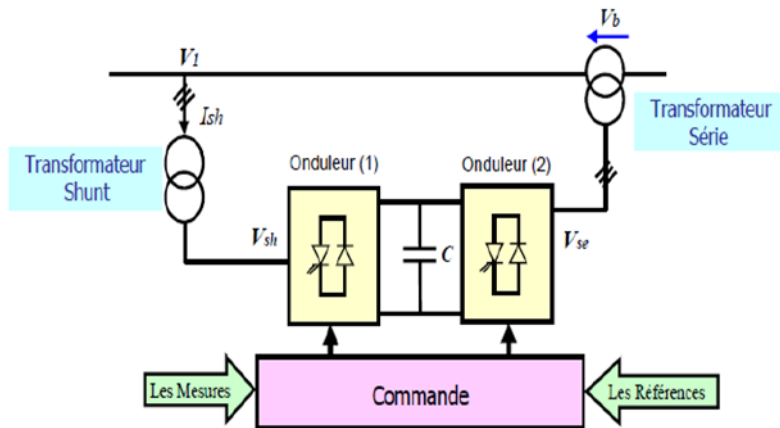 V1
Vb
Ish
Transformateur
Shunt
Transformateur
Série
Onduleur (1)
Onduleur (2)
Vsh
C
Vse
Les Mesures
Commande
Les Références